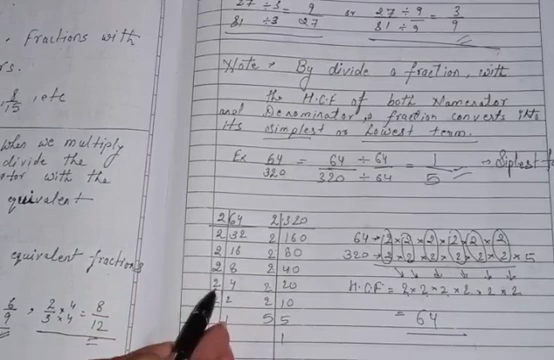 27 ÷ 3 = 9 or 27 ÷ 9 = 3
81 ÷ 3 27 81 ÷ 9 9
Note → By divide a fraction, with
the H.C.F of both Numenator
and Denominator, a fraction converts into
its simplest or Lowest term.
Ex 64/320 = 64 ÷ 64 / 320 ÷ 64 = 1/5 → Siplest
2 64 2 320
2 32 2 160
2 16 2 80
2 8 2 40
2 4 2 20
2 2 2 10
1 5 5
1
64 → 2 × 2 × 2 × 2 × 2 × 2
320 → 2 × 2 × 2 × 2 × 2 × 2 × 5
H.C.F = 2 × 2 × 2 × 2 × 2 × 2
= 64
. Fractions with
rs.
8/15 , etc
When we multiply
divide the
ator with the
equivalent
equivalent fractions
6/9 , 2/3 × 4/4 = 8/12